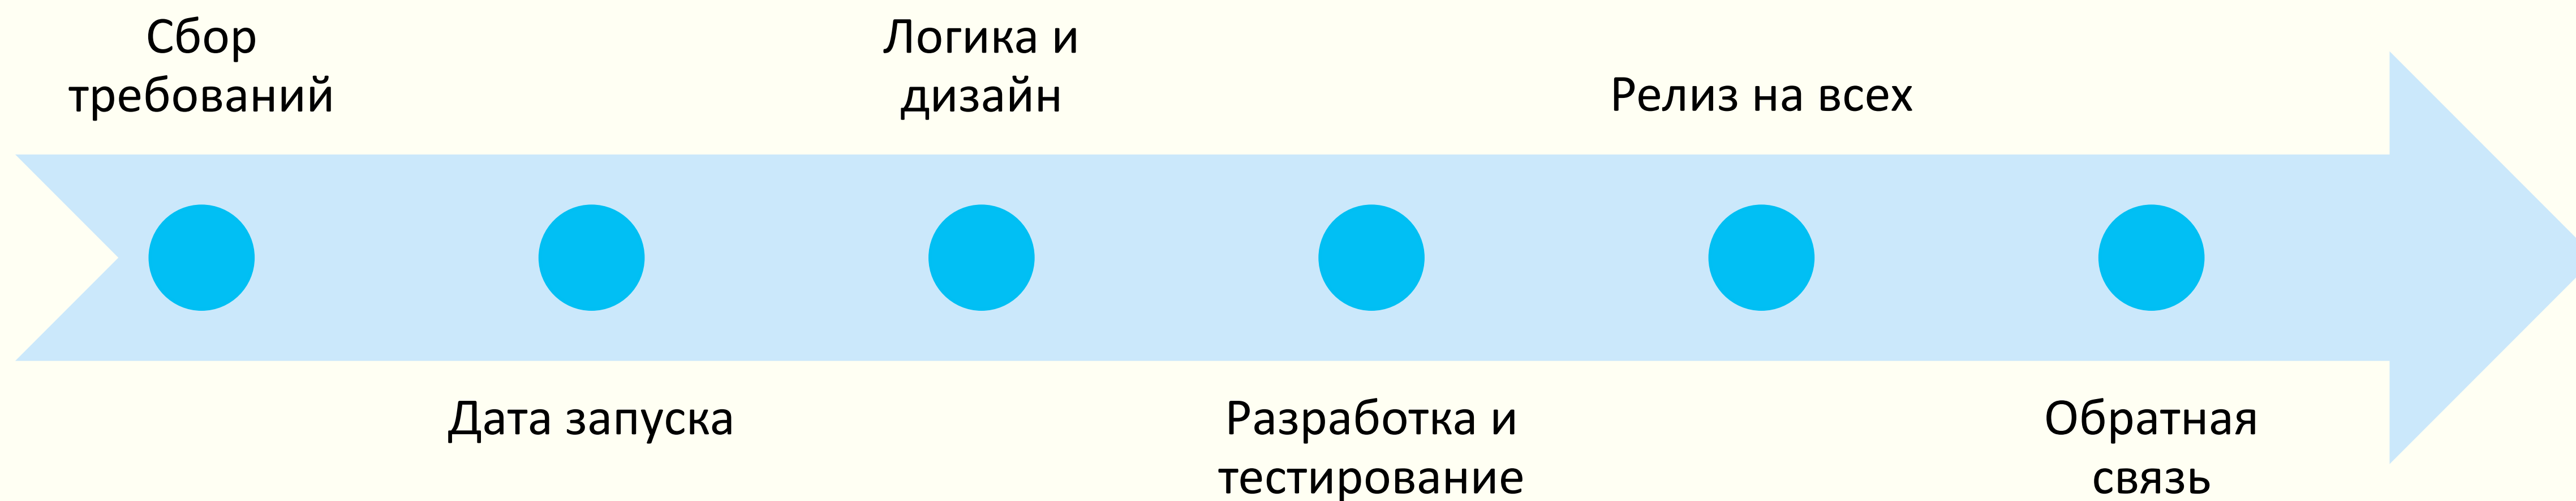 Сбор
требований
Дата запуска
Логика и
дизайн
Разработка и
тестирование
Релиз на всех
Обратная
связь